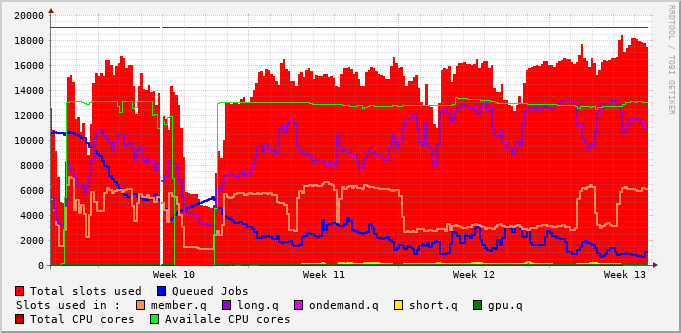 RRDTOOL / TOBI OETIKER
20000
18000
16000
14000
12000
10000
8000
6000
4000
2000
0
Week 10 Week 11 Week 12 Week 13
Total slots used Queued Jobs
Slots used in : member.q long.q ondemand.q short.q gpu.q
Total CPU cores Availale CPU cores